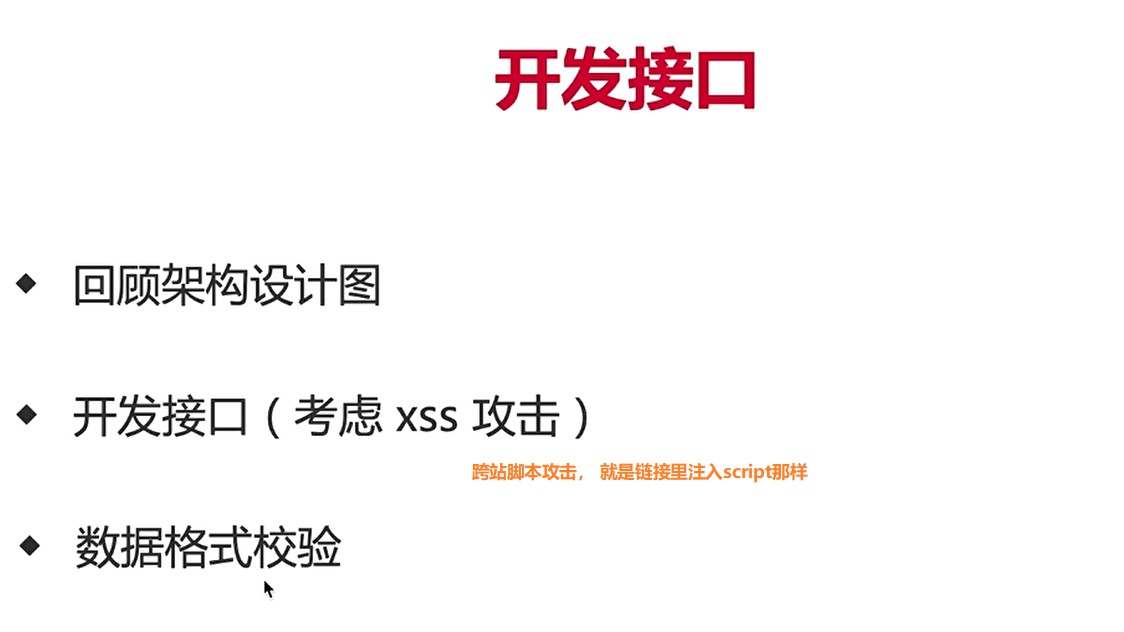 开发接口
◆ 回顾架构设计图
◆ 开发接口（考虑 xss 攻击）
跨站脚本攻击， 就是链接里注入script那样
◆ 数据格式校验